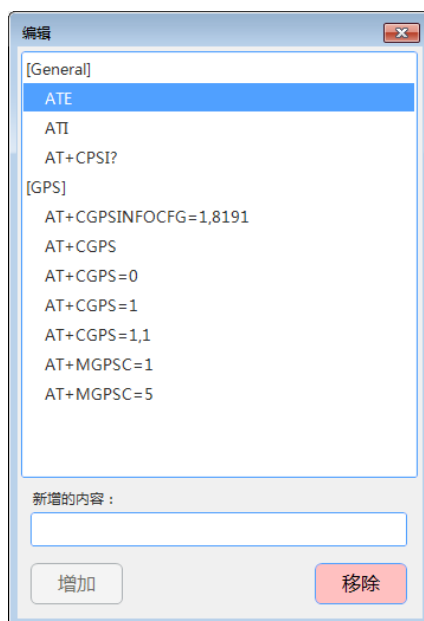 编辑
[General]
ATE
ATI
AT+CPSI?
[GPS]
AT+CGPSINFOCFG=1,8191
AT+CGPS
AT+CGPS=0
AT+CGPS=1
AT+CGPS=1,1
AT+MGPSC=1
AT+MGPSC=5
新增的内容：
增加
移除